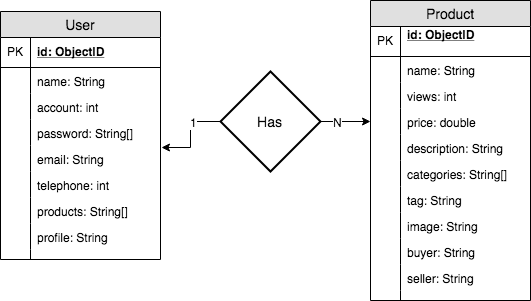 User
PK
id: ObjectID
name: String
account: int
password: String[]
email: String
telephone: int
products: String[]
profile: String
1
Has
N
Product
PK
id: ObjectID
name: String
views: int
price: double
description: String
categories: String[]
tag: String
image: String
buyer: String
seller: String